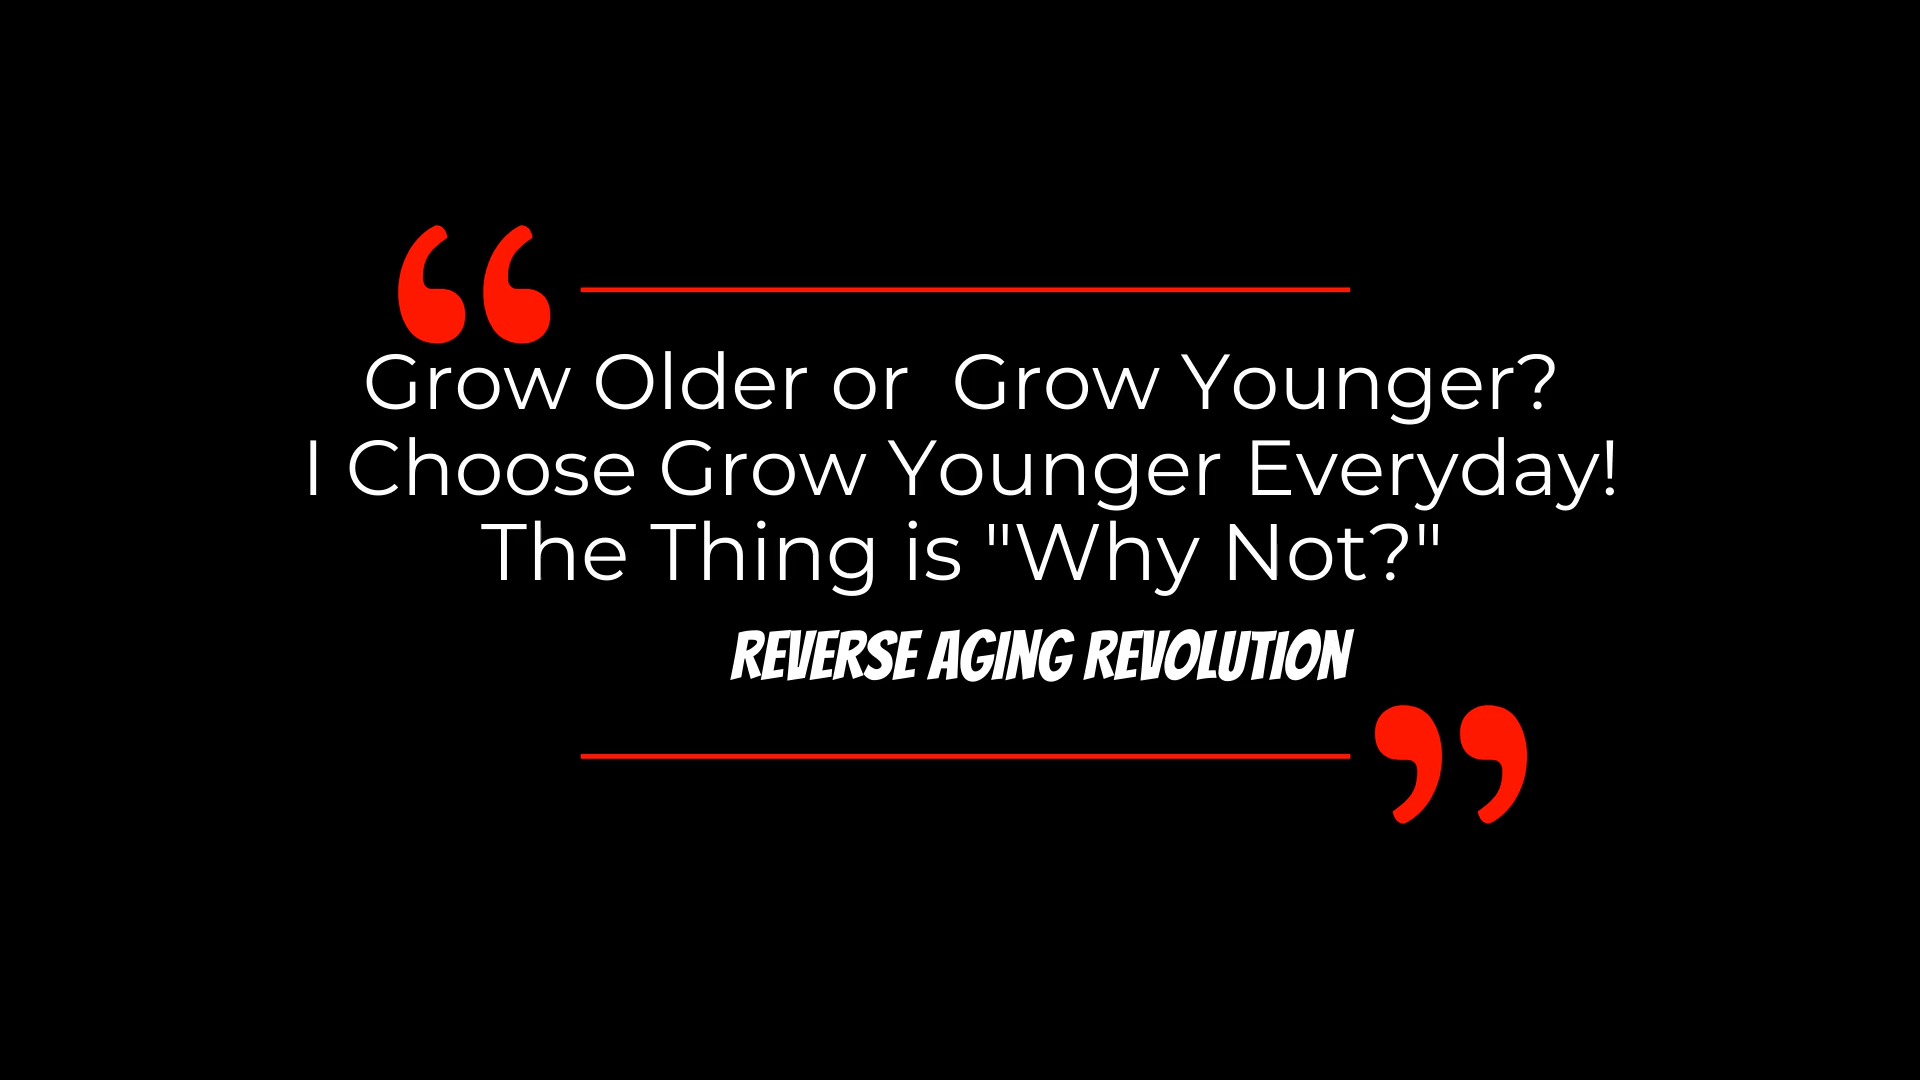 “
Grow Older or  Grow Younger?
I Choose Grow Younger Everyday!
The Thing is "Why Not?"
REVERSE AGING REVOLUTION
”